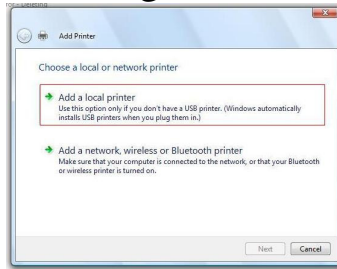 Add Printer
Choose a local or network printer
Add a local printer
Use this option only if you don't have a USB printer. (Windows automatically
installs USB printers when you plug them in.)
Add a network, wireless or Bluetooth printer
Make sure that your computer is connected to the network, or that your Bluetooth
or wireless printer is turned on.
Next
Cancel